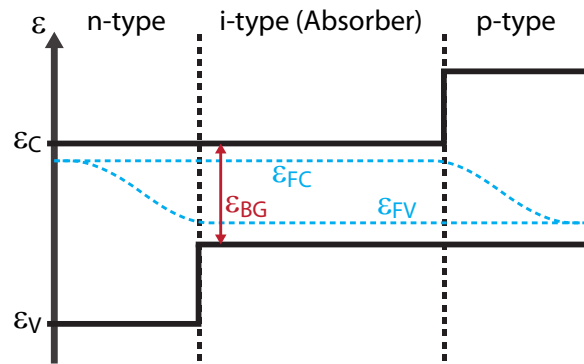 n-type i-type (Absorber) p-type
ε
εC
εFC
εBG
εFV
εV